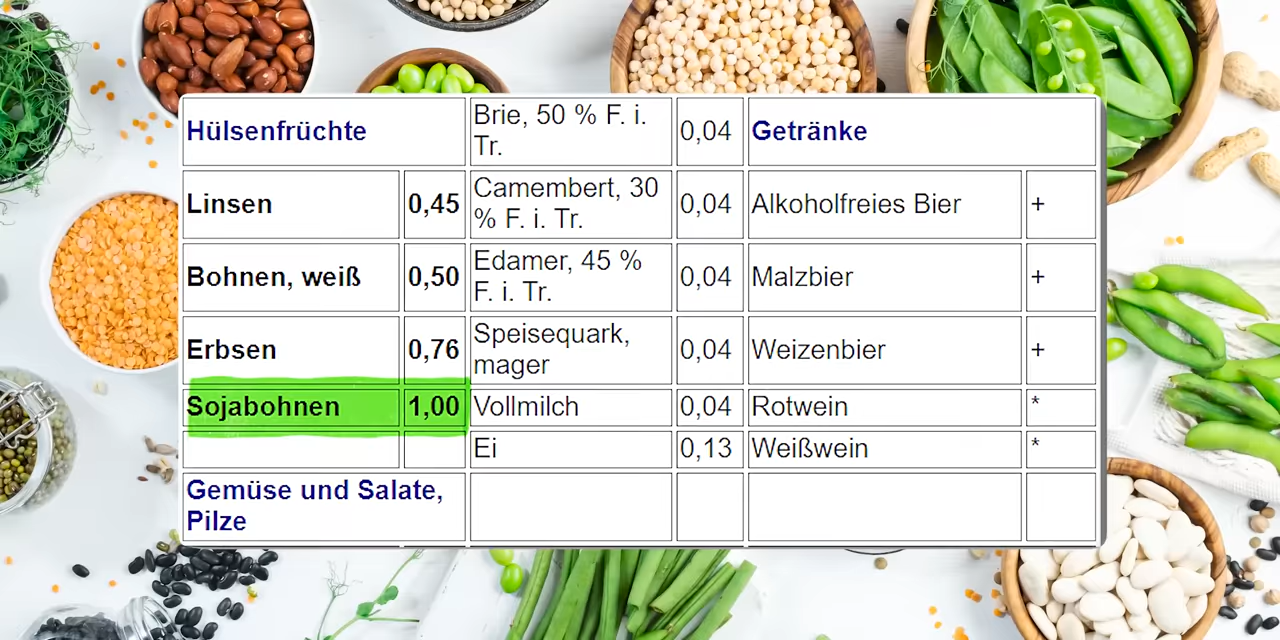 Hülsenfrüchte
Brie, 50 % F. i.
Tr.
0,04
Getränke
Linsen
0,45
Camembert, 30
% F. i. Tr.
0,04
Alkoholfreies Bier
+
Bohnen, weiß
0,50
Edamer, 45 %
F. i. Tr.
0,04
Malzbier
+
Erbsen
0,76
Speisequark,
mager
0,04
Weizenbier
+
Sojabohnen
1,00
Vollmilch
0,04
Rotwein
*
Ei
0,13
Weißwein
*
Gemüse und Salate,
Pilze